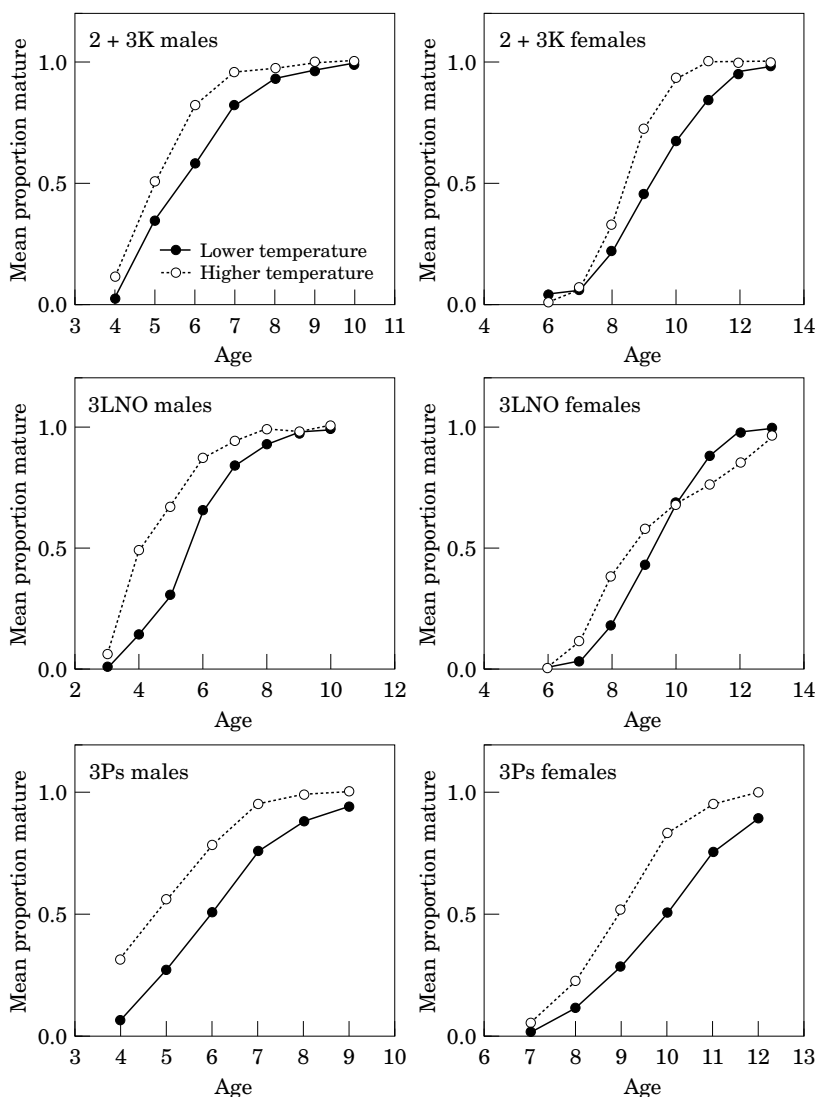 2 + 3K males
1.0
0.5
0.0
Mean proportion mature
Lower temperature
Higher temperature
3 4 5 6 7 8 9 10 11
Age
2 + 3K females
1.0
0.5
0.0
Mean proportion mature
4 6 8 10 12 14
Age
3LNO males
1.0
0.5
0.0
Mean proportion mature
2 4 6 8 10 12
Age
3LNO females
1.0
0.5
0.0
Mean proportion mature
4 6 8 10 12 14
Age
3Ps males
1.0
0.5
0.0
Mean proportion mature
3 4 5 6 7 8 9 10
Age
3Ps females
1.0
0.5
0.0
Mean proportion mature
6 7 8 9 10 11 12 13
Age